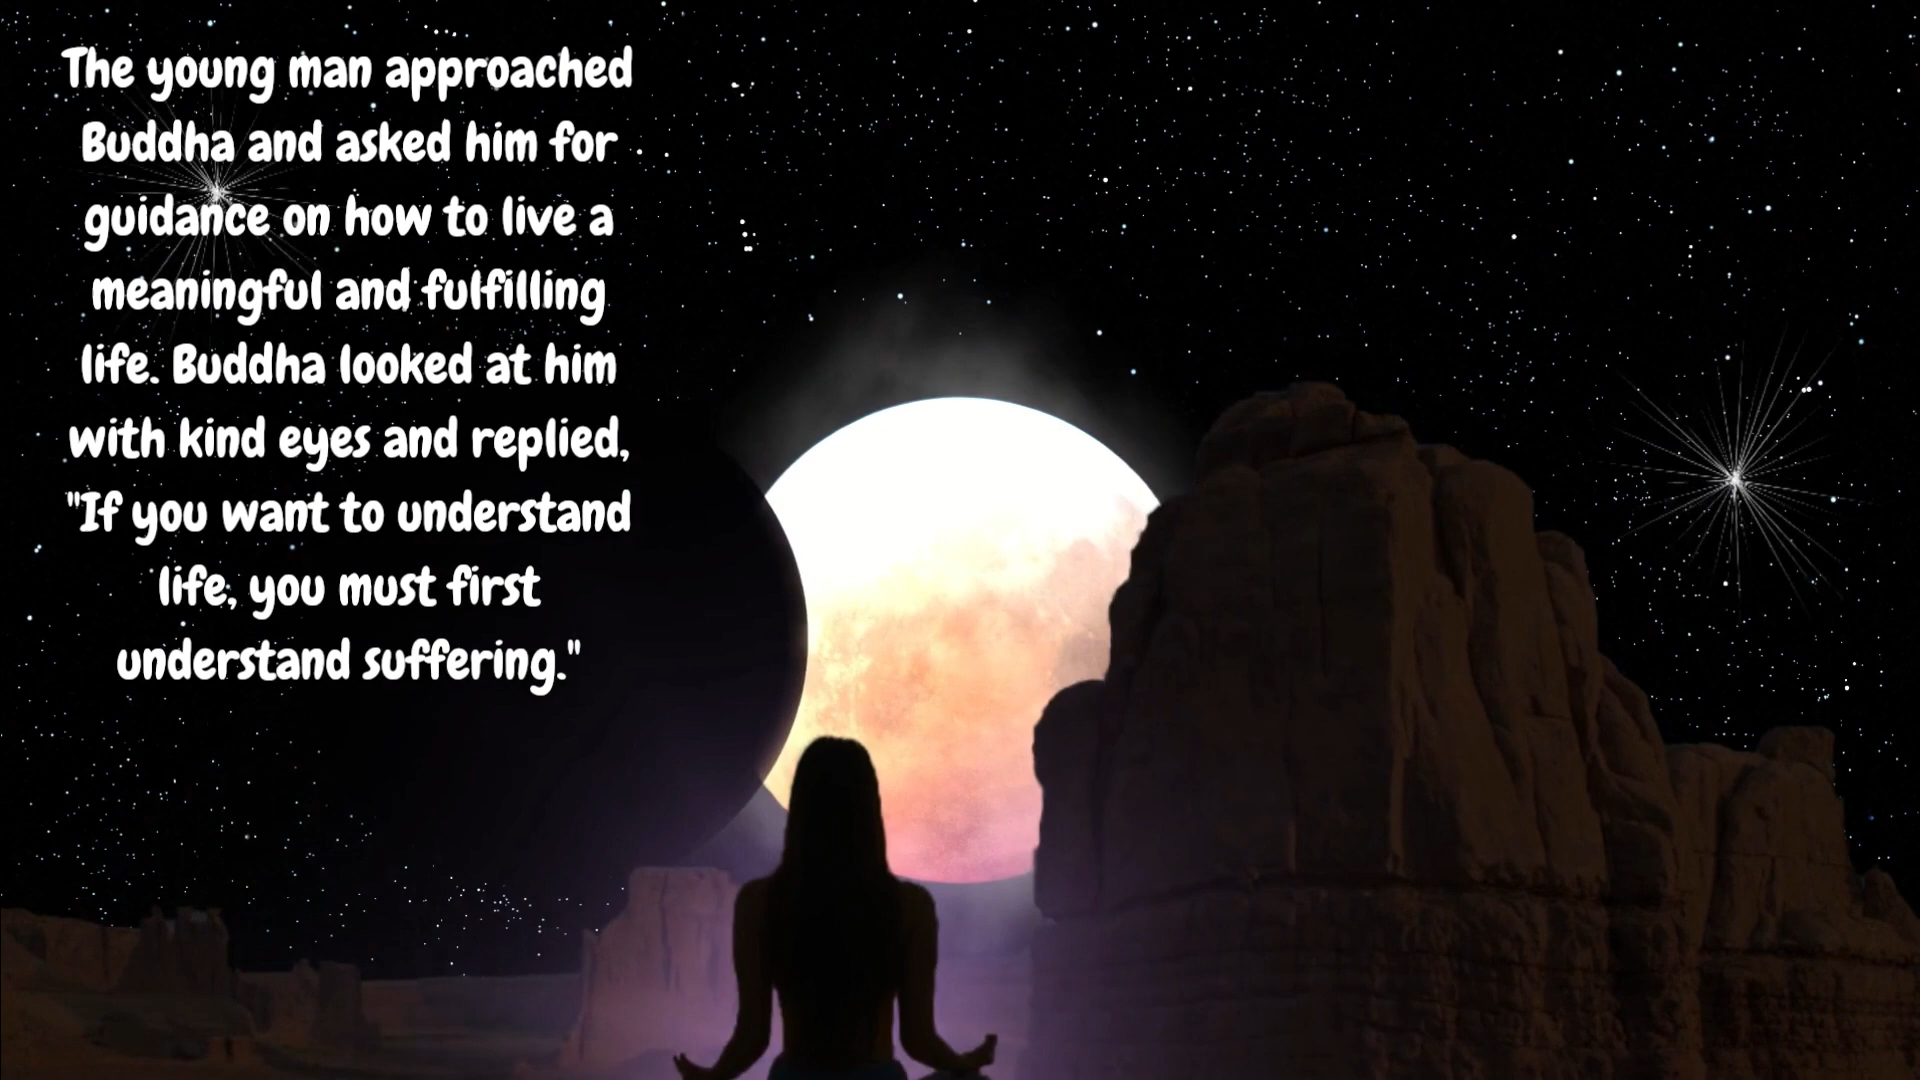 The young man approached
Buddha and asked him for
guidance on how to live a
meaningful and fulfilling
life. Buddha looked at him
with kind eyes and replied,
"If you want to understand
life, you must first
understand suffering."